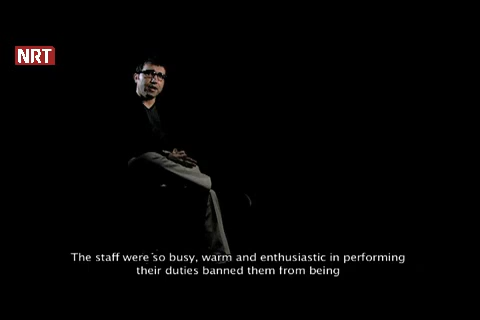 NRT
The staff were so busy, warm and enthusiastic in performing
their duties banned them from being